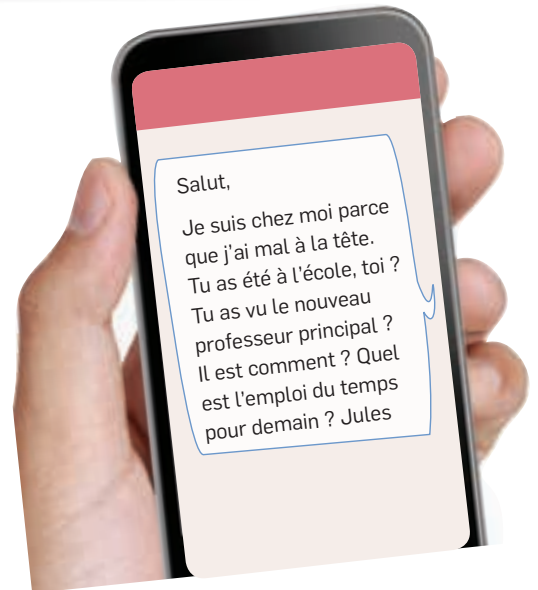 Salut,
Je suis chez moi parce
que j'ai mal à la tête.
Tu as été à l'école, toi ?
Tu as vu le nouveau
professeur principal ?
Il est comment ? Quel
est l'emploi du temps
pour demain ? Jules